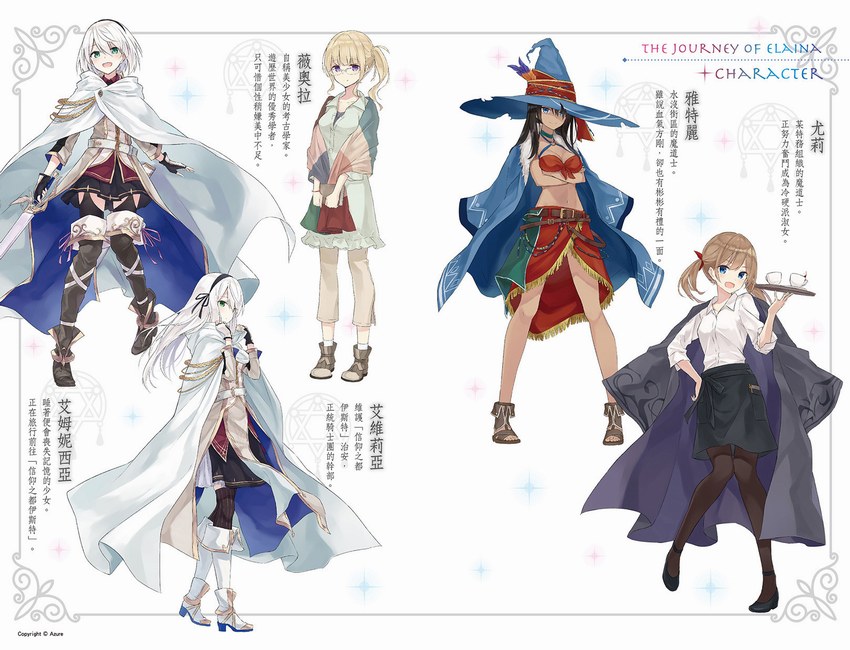 THE JOURNEY OF ELAINA
CHARACTER
尤莉
某特務組織的魔道士。
正努力奮鬥成為冷硬派淑女。
雅特麗
水沒街區的魔道士。
雖說血氣方剛，卻也有彬彬有禮的一面。
薇奧拉
自稱美少女的考古學家。
遊歷世界的優秀學者，
只可惜個性稍嫌美中不足。
艾維莉亞
維護「信仰之都
伊斯特」治安，
正統騎士團的幹部。
艾姆妮西亞
睡著便會喪失記憶的少女。
正在旅行前往「信仰之都伊斯特」。
Copyright © Azure